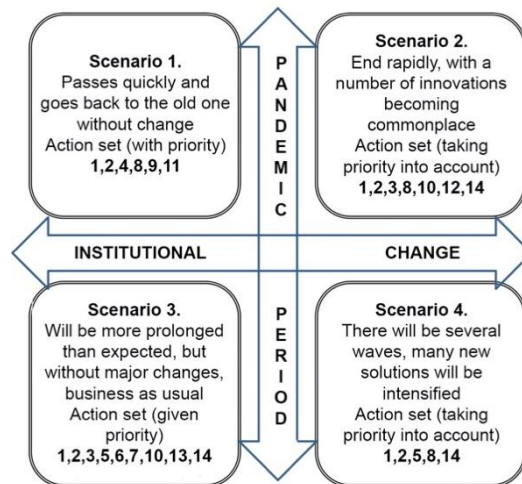 Scenario 1.
Passes quickly and
goes back to the old one
without change
Action set (with priority)
1,2,4,8,9,11
PANDEMIC
Scenario 2.
End rapidly, with a
number of innovations
becoming
commonplace
Action set (taking
priority into account)
1,2,3,8,10,12,14
INSTITUTIONAL
CHANGE
Scenario 3.
Will be more prolonged
than expected, but
without major changes,
business as usual
Action set (given
priority)
1,2,3,5,6,7,10,13,14
PERIOD
Scenario 4.
There will be several
waves, many new
solutions will be
intensified
Action set (taking
priority into account)
1,2,5,8,14